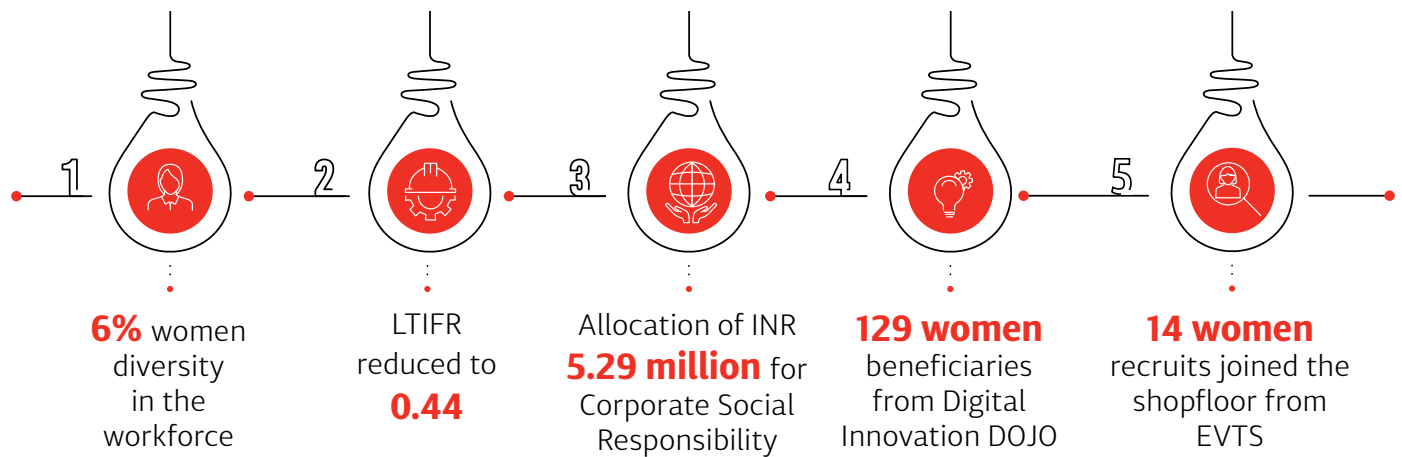 1
6% women
diversity
in the
workforce
2
LTIFR
reduced to
0.44
3
Allocation of INR
5.29 million for
Corporate Social
Responsibility
4
129 women
beneficiaries
from Digital
Innovation DOJO
5
14 women
recruits joined the
shopfloor from
EVTS